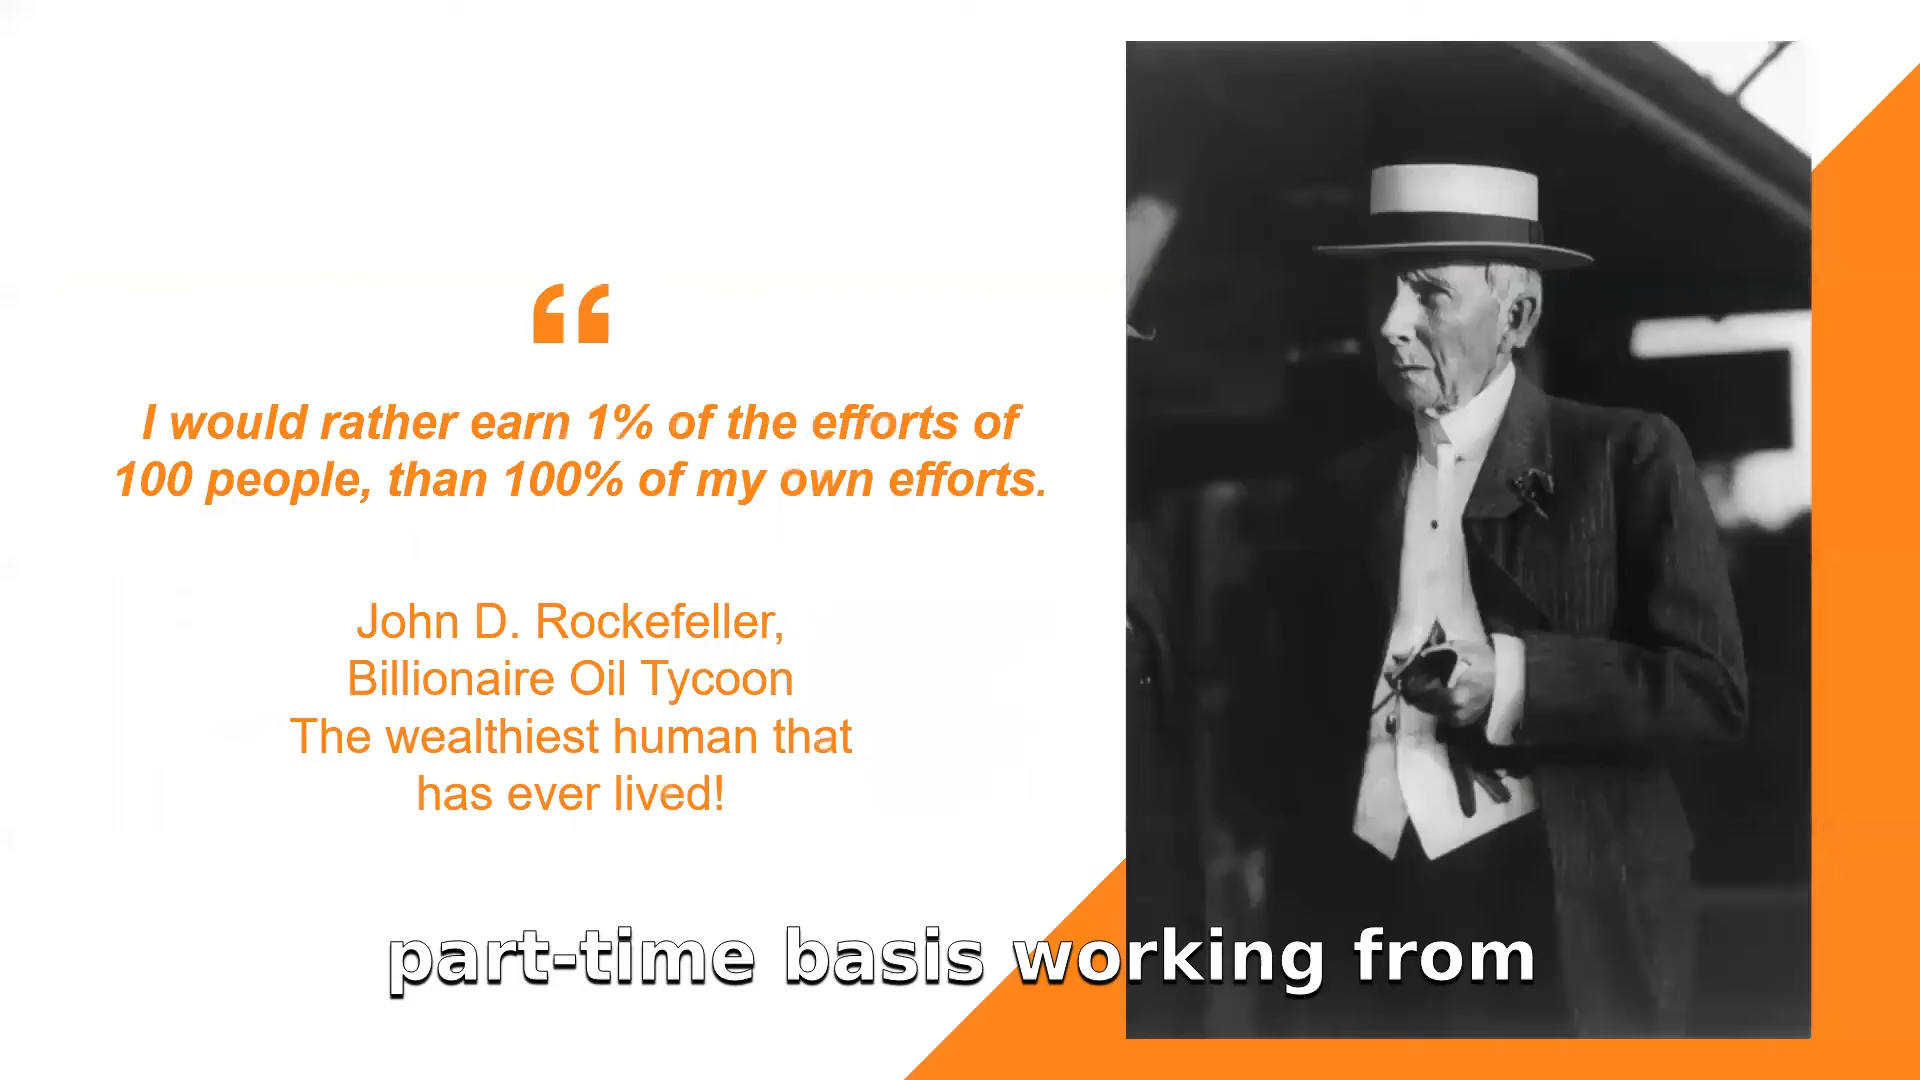 “
I would rather earn 1% of the efforts of
100 people, than 100% of my own efforts.
John D. Rockefeller,
Billionaire Oil Tycoon
The wealthiest human that
has ever lived!
part-time basis working from